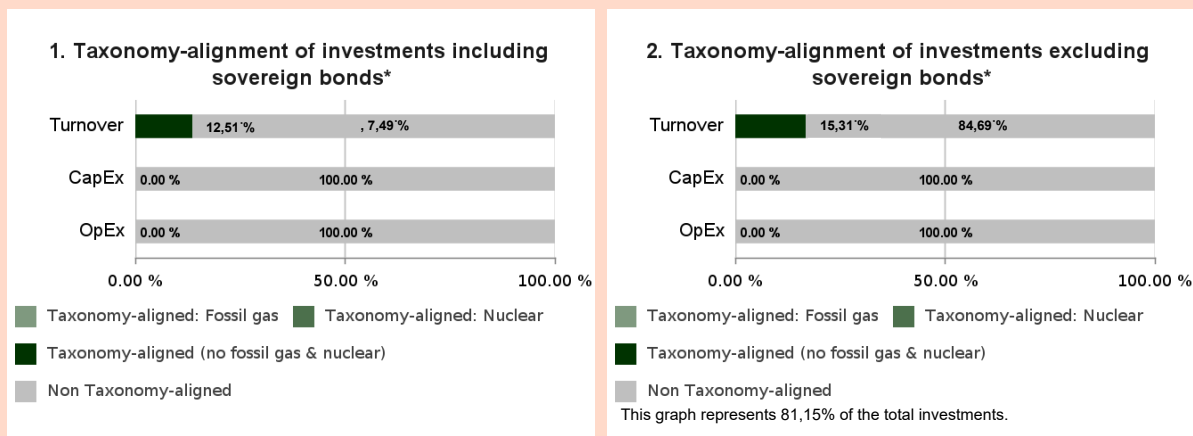 1. Taxonomy-alignment of investments including
sovereign bonds*
Turnover 12,51 % , 7,49 %
CapEx 0.00 % 100.00 %
OpEx 0.00 % 100.00 %
0.00 % 50.00 % 100.00 %
Taxonomy-aligned: Fossil gas Taxonomy-aligned: Nuclear
Taxonomy-aligned (no fossil gas & nuclear)
Non Taxonomy-aligned
2. Taxonomy-alignment of investments excluding
sovereign bonds*
Turnover 15,31 % 84,69 %
CapEx 0.00 % 100.00 %
OpEx 0.00 % 100.00 %
0.00 % 50.00 % 100.00 %
Taxonomy-aligned: Fossil gas Taxonomy-aligned: Nuclear
Taxonomy-aligned (no fossil gas & nuclear)
Non Taxonomy-aligned
This graph represents 81,15% of the total investments.